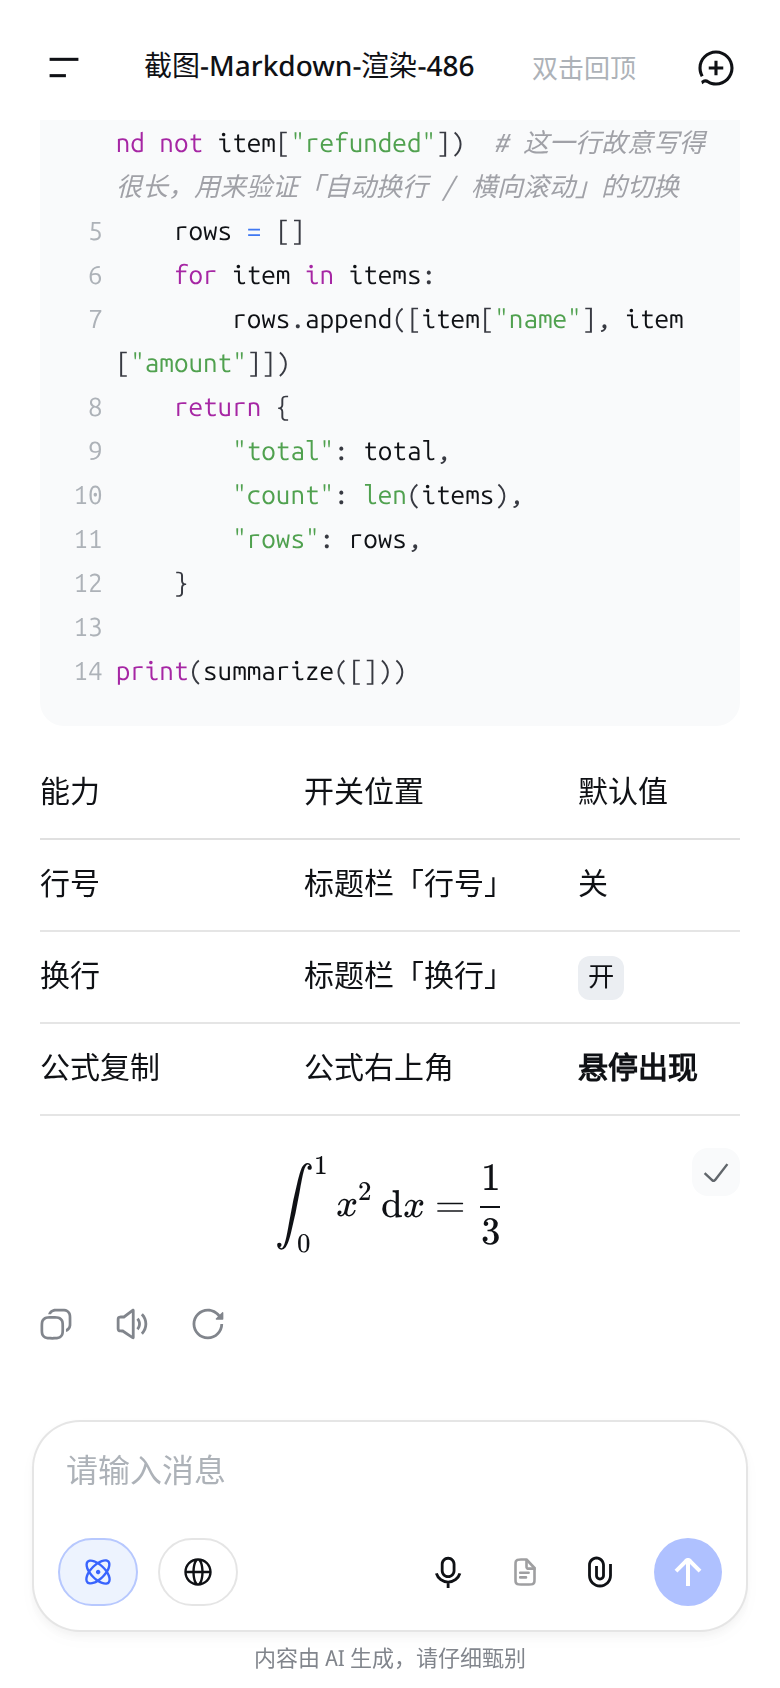 截图-Markdown-渲染-486 双击回顶
nd not item["refunded"])  # 这一行故意写得
很长，用来验证「自动换行 / 横向滚动」的切换
5     rows = []
6     for item in items:
7         rows.append([item["name"], item
["amount"]])
8     return {
9         "total": total,
10         "count": len(items),
11         "rows": rows,
12     }
13
14 print(summarize([]))
能力 开关位置 默认值
行号 标题栏「行号」 关
换行 标题栏「换行」 开
公式复制 公式右上角 悬停出现
∫₀¹ x² dx = 1/3
请输入消息
内容由 AI 生成，请仔细甄别